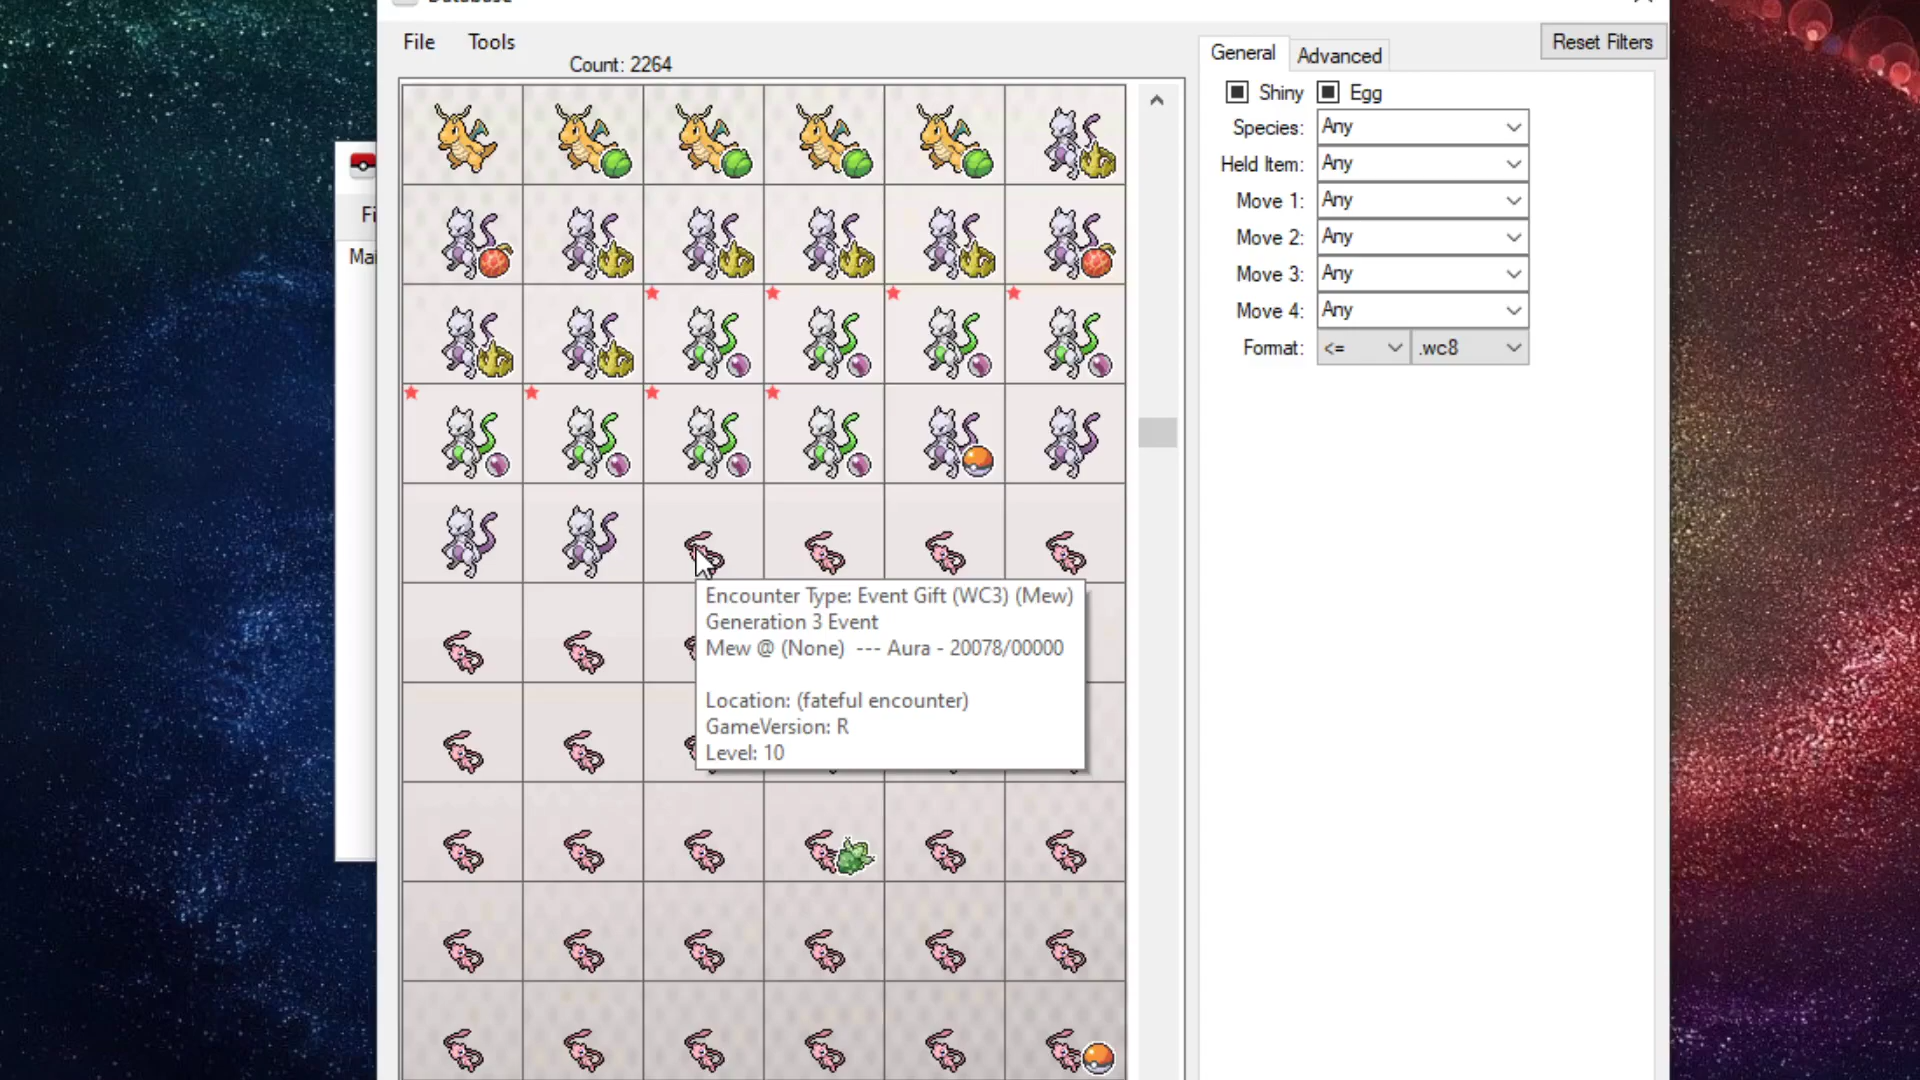 File Tools
Count: 2264
Reset Filters
General Advanced
Shiny Egg
Species: Any
Held Item: Any
Move 1: Any
Move 2: Any
Move 3: Any
Move 4: Any
Format: <= .wc8
Fi
Mai
Encounter Type: Event Gift (WC3) (Mew)
Generation 3 Event
Mew @ (None) --- Aura - 20078/00000
Location: (fateful encounter)
GameVersion: R
Level: 10